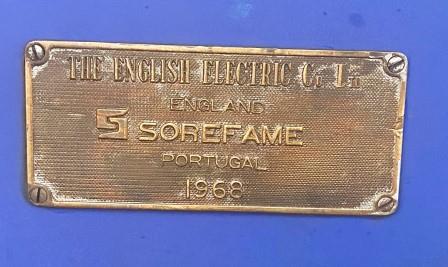 THE ENGLISH ELECTRIC Co LTD
ENGLAND
SOREFAME
PORTUGAL
1968